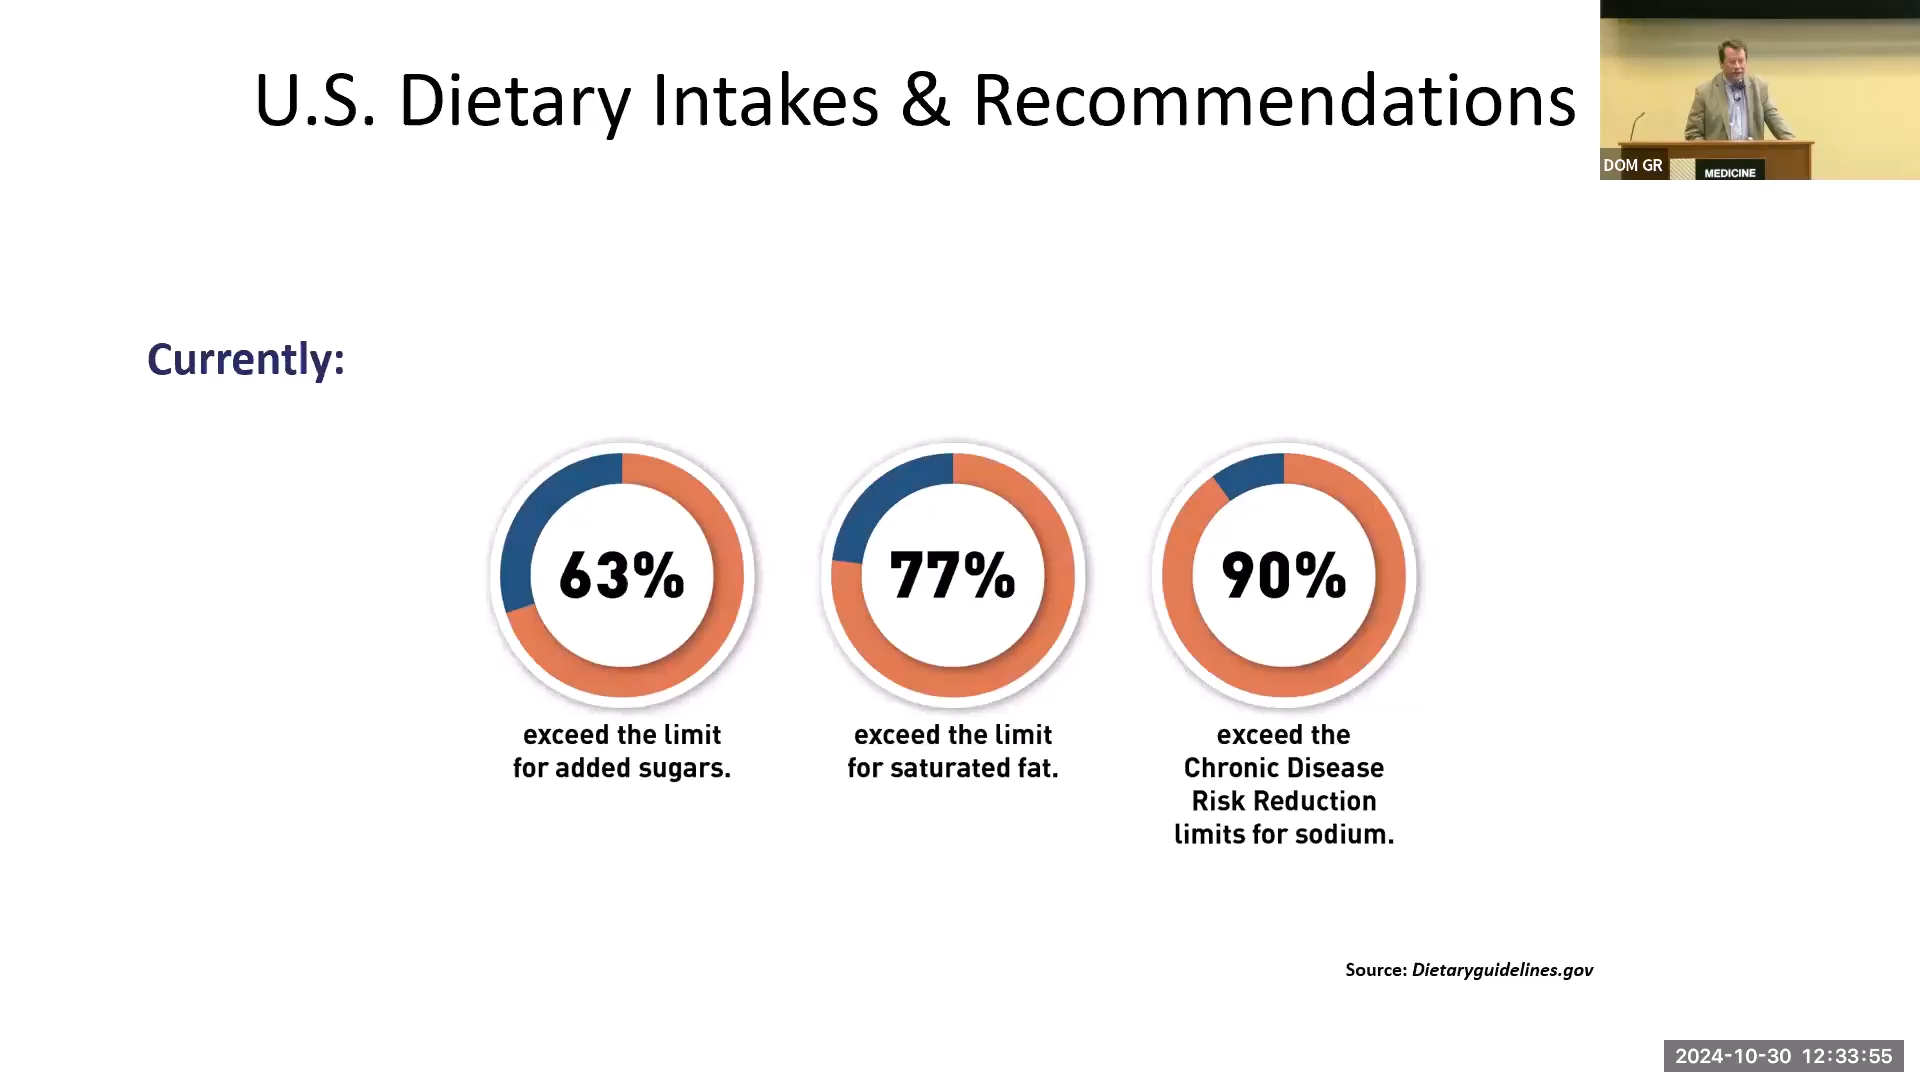 U.S. Dietary Intakes & Recommendations
DOM GR
MEDICINE
Currently:
63%
exceed the limit
for added sugars.
77%
exceed the limit
for saturated fat.
90%
exceed the
Chronic Disease
Risk Reduction
limits for sodium.
Source: Dietaryguidelines.gov
2024-10-30 12:33:55